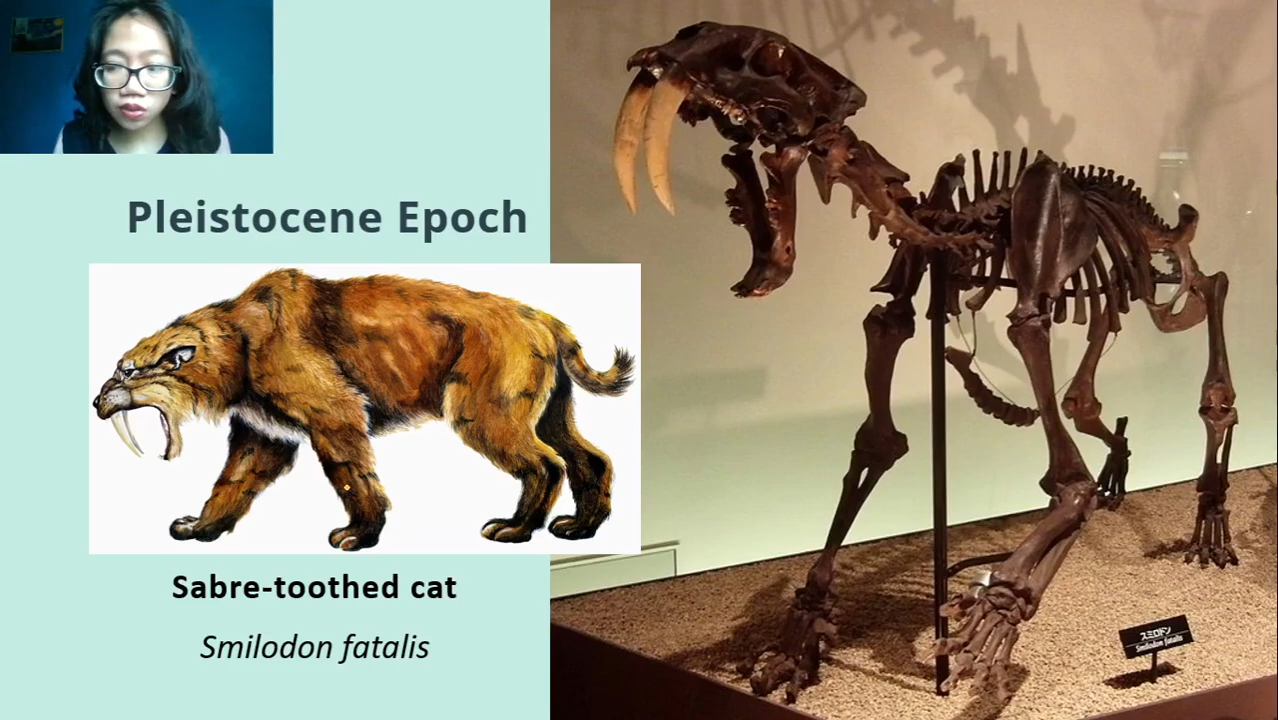 Pleistocene Epoch
Sabre-toothed cat
Smilodon fatalis
スミロドン
Smilodon fatalis